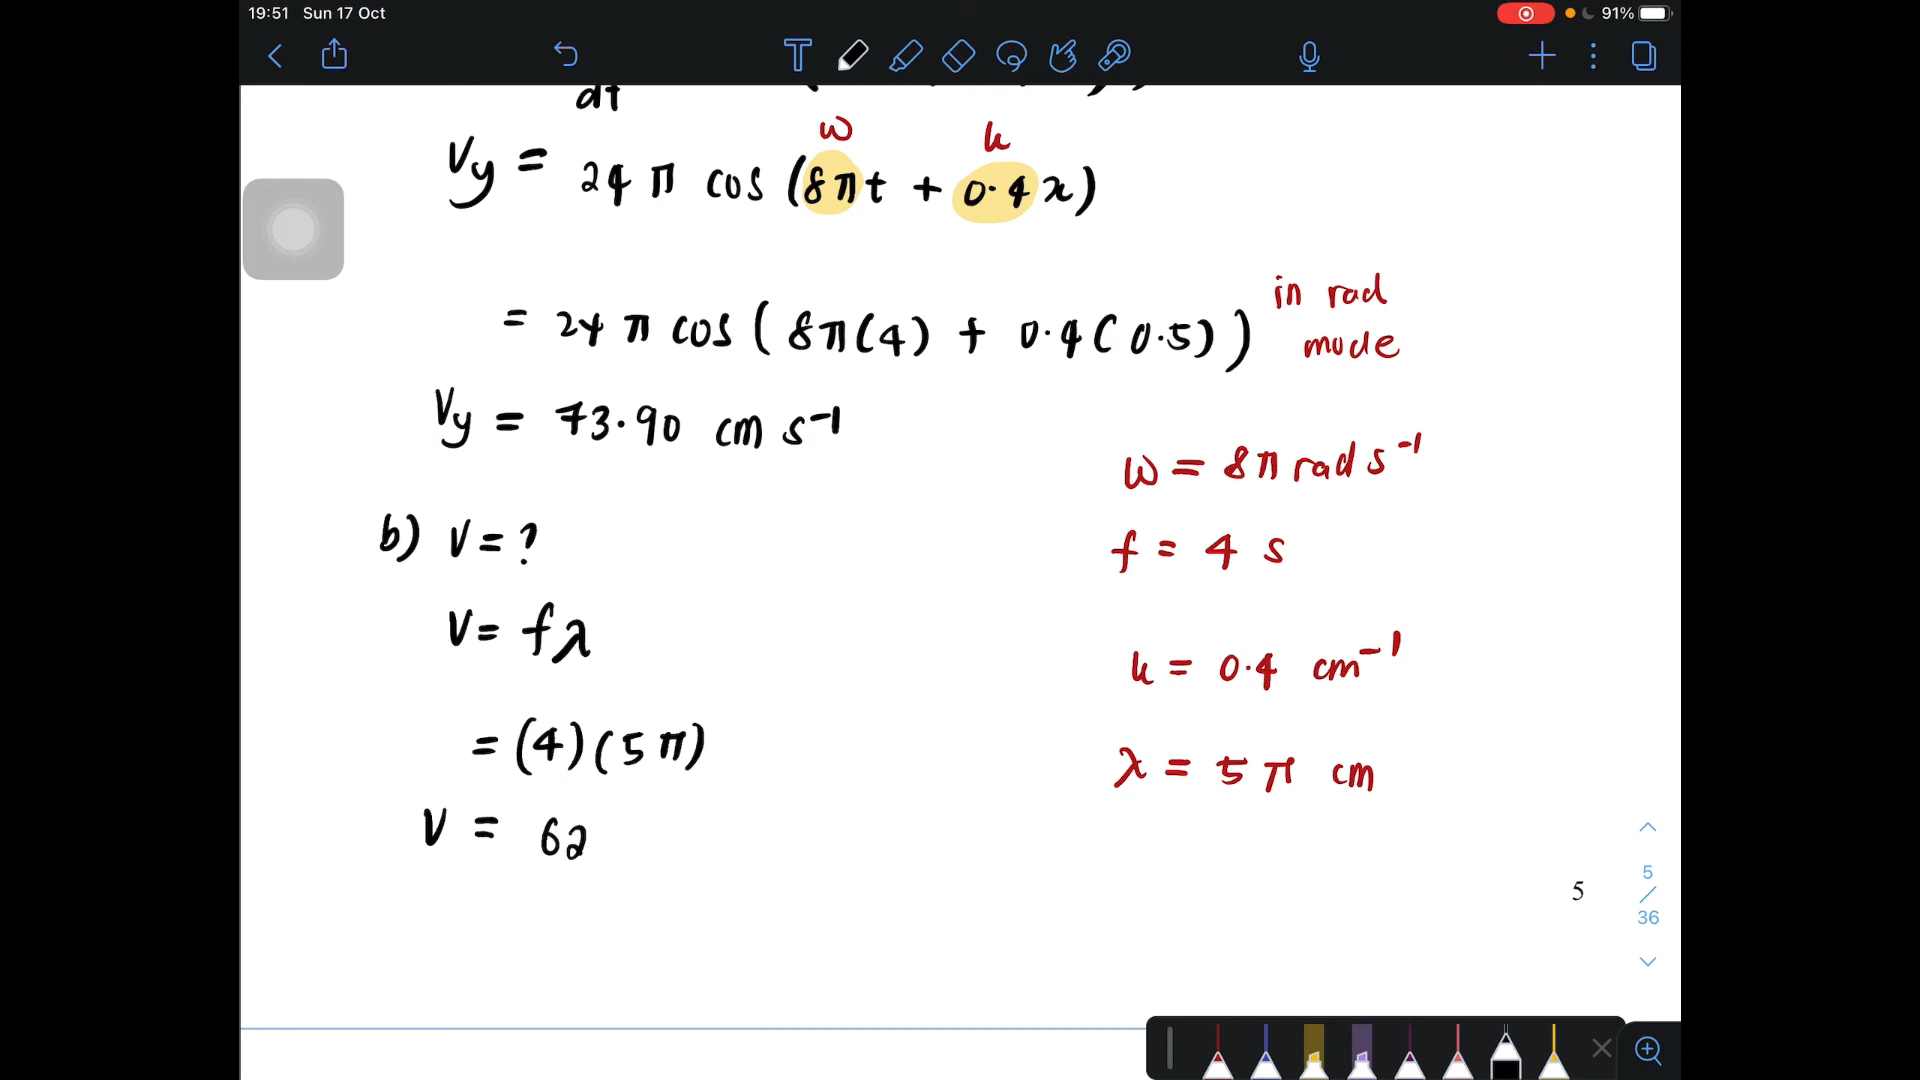 19:51 Sun 17 Oct 91%
dt
ω k
Vy = 24 π cos (8πt + 0.4x)
= 24 π cos ( 8π(4) + 0.4( 0.5) ) in rad mode
Vy = 73.90 cm s⁻¹
ω = 8π rad s⁻¹
b) V = ?
f = 4 s
V = fλ
k = 0.4 cm⁻¹
= (4)(5π)
λ = 5π cm
V = 62
5
5
/
36